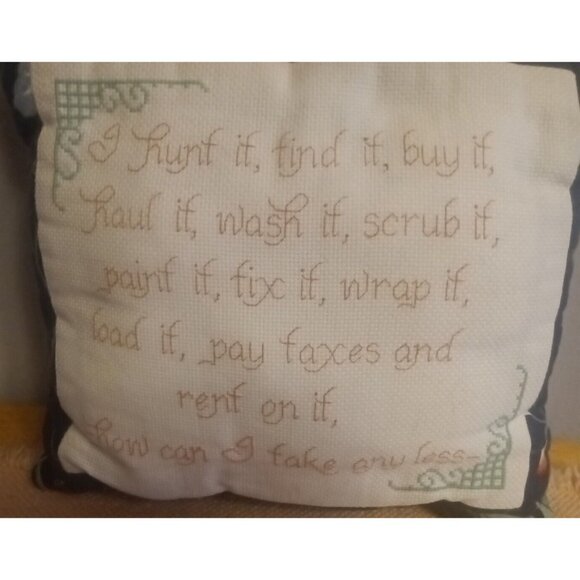 I hunt it, find it, buy it,
haul it, wash it, scrub it,
paint it, fix it, wrap it,
load it, pay taxes and
rent on it,
-how can I take any less-